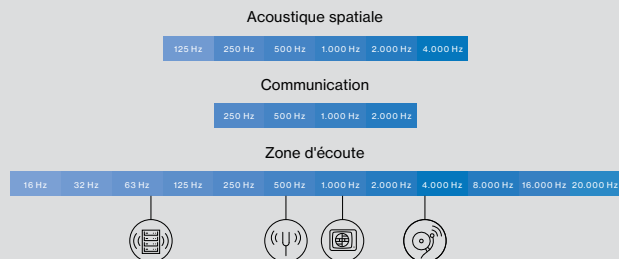 Acoustique spatiale
125 Hz 250 Hz 500 Hz 1.000 Hz 2.000 Hz 4.000 Hz
Communication
250 Hz 500 Hz 1.000 Hz 2.000 Hz
Zone d'écoute
16 Hz 32 Hz 63 Hz 125 Hz 250 Hz 500 Hz 1.000 Hz 2.000 Hz 4.000 Hz 8.000 Hz 16.000 Hz 20.000 Hz